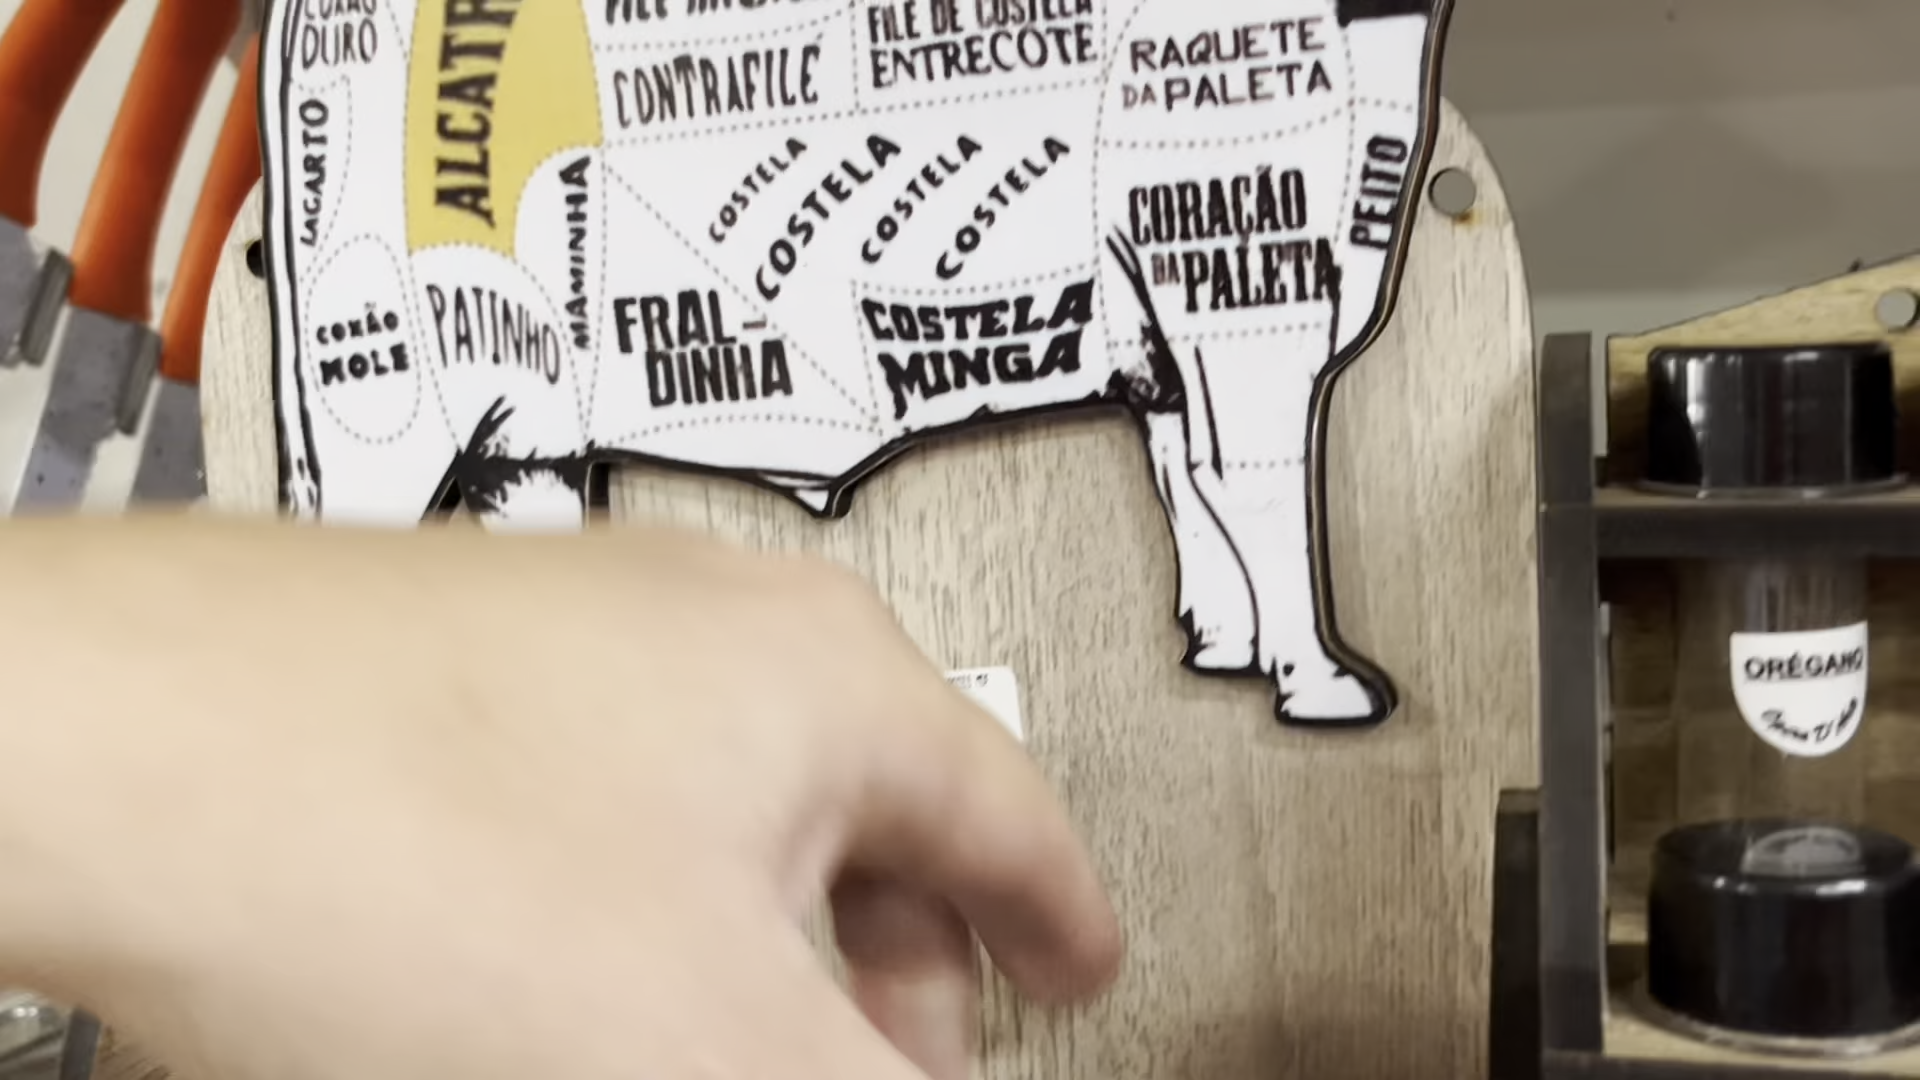 DURO
LAGARTO
ALCATR
CONTRAFILE
FILE DE COSTELA
ENTRECOTE
RAQUETE
DA PALETA
PEITO
COSTELA
COSTELA
COSTELA
COSTELA
CORAÇÃO
DA PALETA
MAMINHA
COXÃO
MOLE
PATINHO
FRAL-
DINHA
COSTELA
MINGA
ORÉGANO